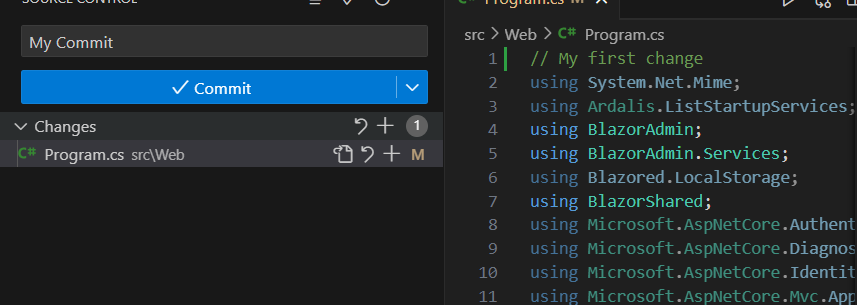 SOURCE CONTROL
My Commit
Commit
Changes 1
C# Program.cs src\Web M
Program.cs M
src > Web > C# Program.cs
1 // My first change
2 using System.Net.Mime;
3 using Ardalis.ListStartupServices;
4 using BlazorAdmin;
5 using BlazorAdmin.Services;
6 using Blazored.LocalStorage;
7 using BlazorShared;
8 using Microsoft.AspNetCore.Authent
9 using Microsoft.AspNetCore.Diagnos
10 using Microsoft.AspNetCore.Identit
11 using Microsoft.AspNetCore.Mvc.App